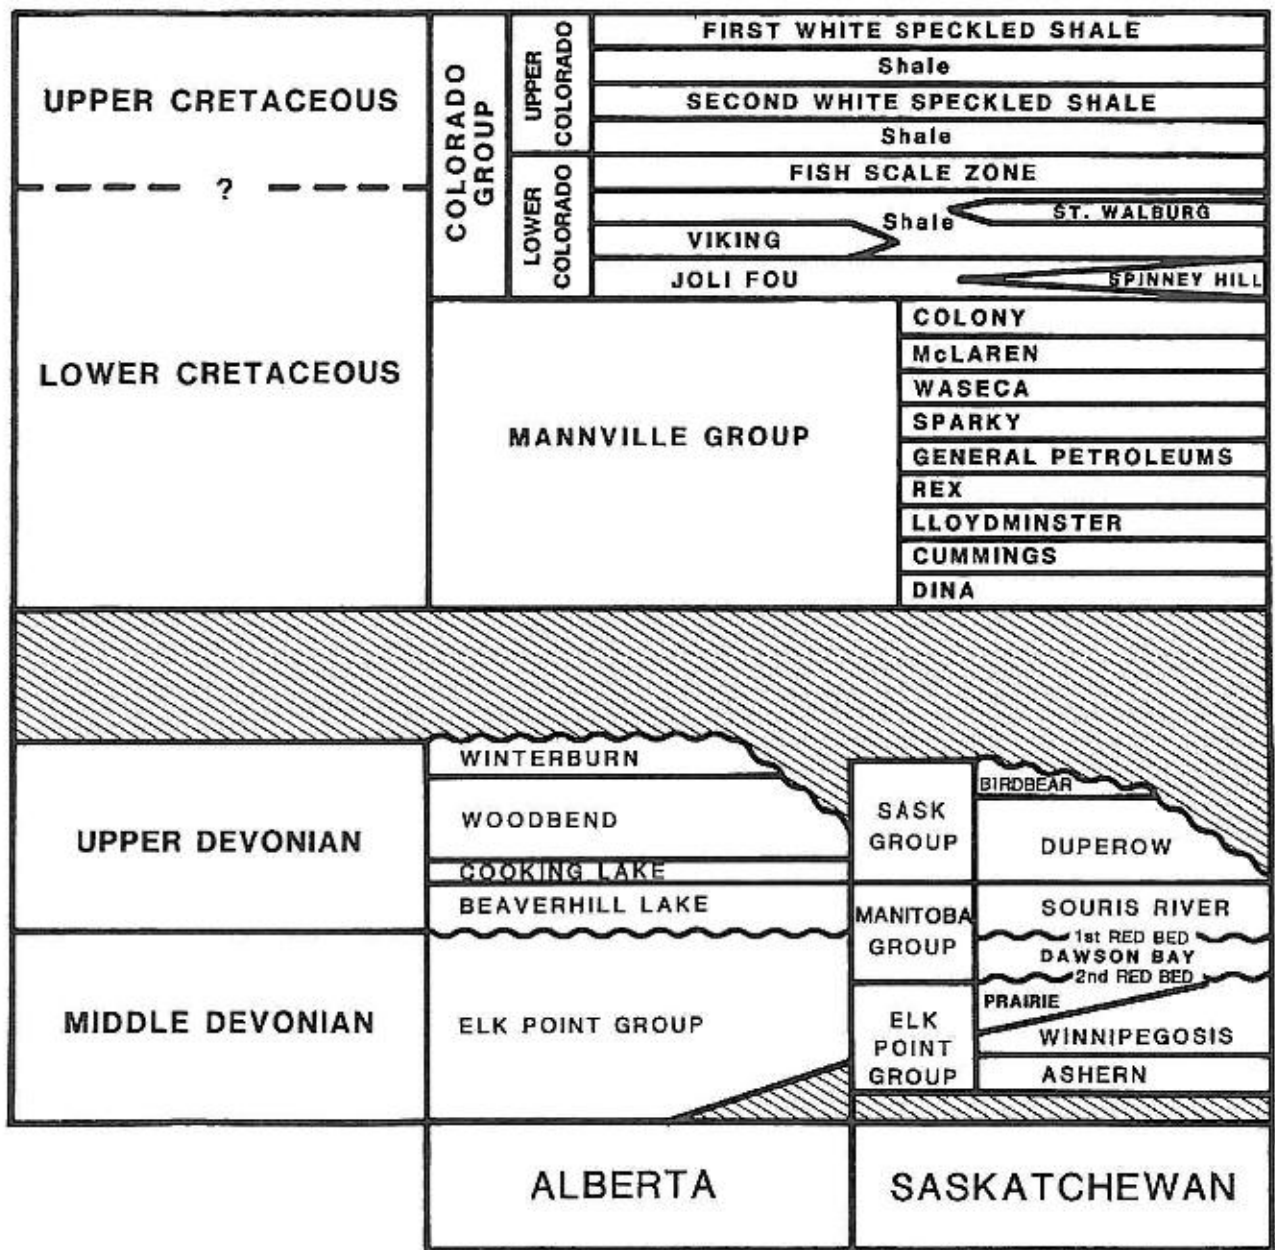 UPPER CRETACEOUS
?
LOWER CRETACEOUS
COLORADO
GROUP
UPPER
COLORADO
LOWER
COLORADO
FIRST WHITE SPECKLED SHALE
Shale
SECOND WHITE SPECKLED SHALE
Shale
FISH SCALE ZONE
ST. WALBURG
Shale
VIKING
JOLI FOU
SPINNEY HILL
MANNVILLE GROUP
COLONY
McLAREN
WASECA
SPARKY
GENERAL PETROLEUMS
REX
LLOYDMINSTER
CUMMINGS
DINA
UPPER DEVONIAN
MIDDLE DEVONIAN
WINTERBURN
WOODBEND
COOKING LAKE
BEAVERHILL LAKE
ELK POINT GROUP
SASK
GROUP
MANITOBA
GROUP
ELK
POINT
GROUP
BIRDBEAR
DUPEROW
SOURIS RIVER
1st RED BED
DAWSON BAY
2nd RED BED
PRAIRIE
WINNIPEGOSIS
ASHERN
ALBERTA
SASKATCHEWAN